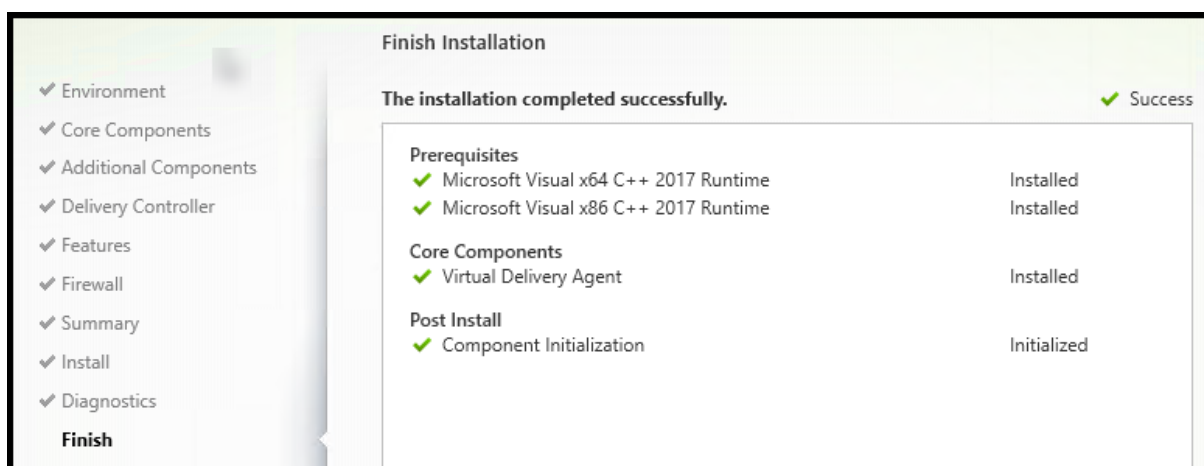 Finish Installation
Environment
Core Components
Additional Components
Delivery Controller
Features
Firewall
Summary
Install
Diagnostics
Finish
The installation completed successfully. Success
Prerequisites
Microsoft Visual x64 C++ 2017 Runtime Installed
Microsoft Visual x86 C++ 2017 Runtime Installed
Core Components
Virtual Delivery Agent Installed
Post Install
Component Initialization Initialized